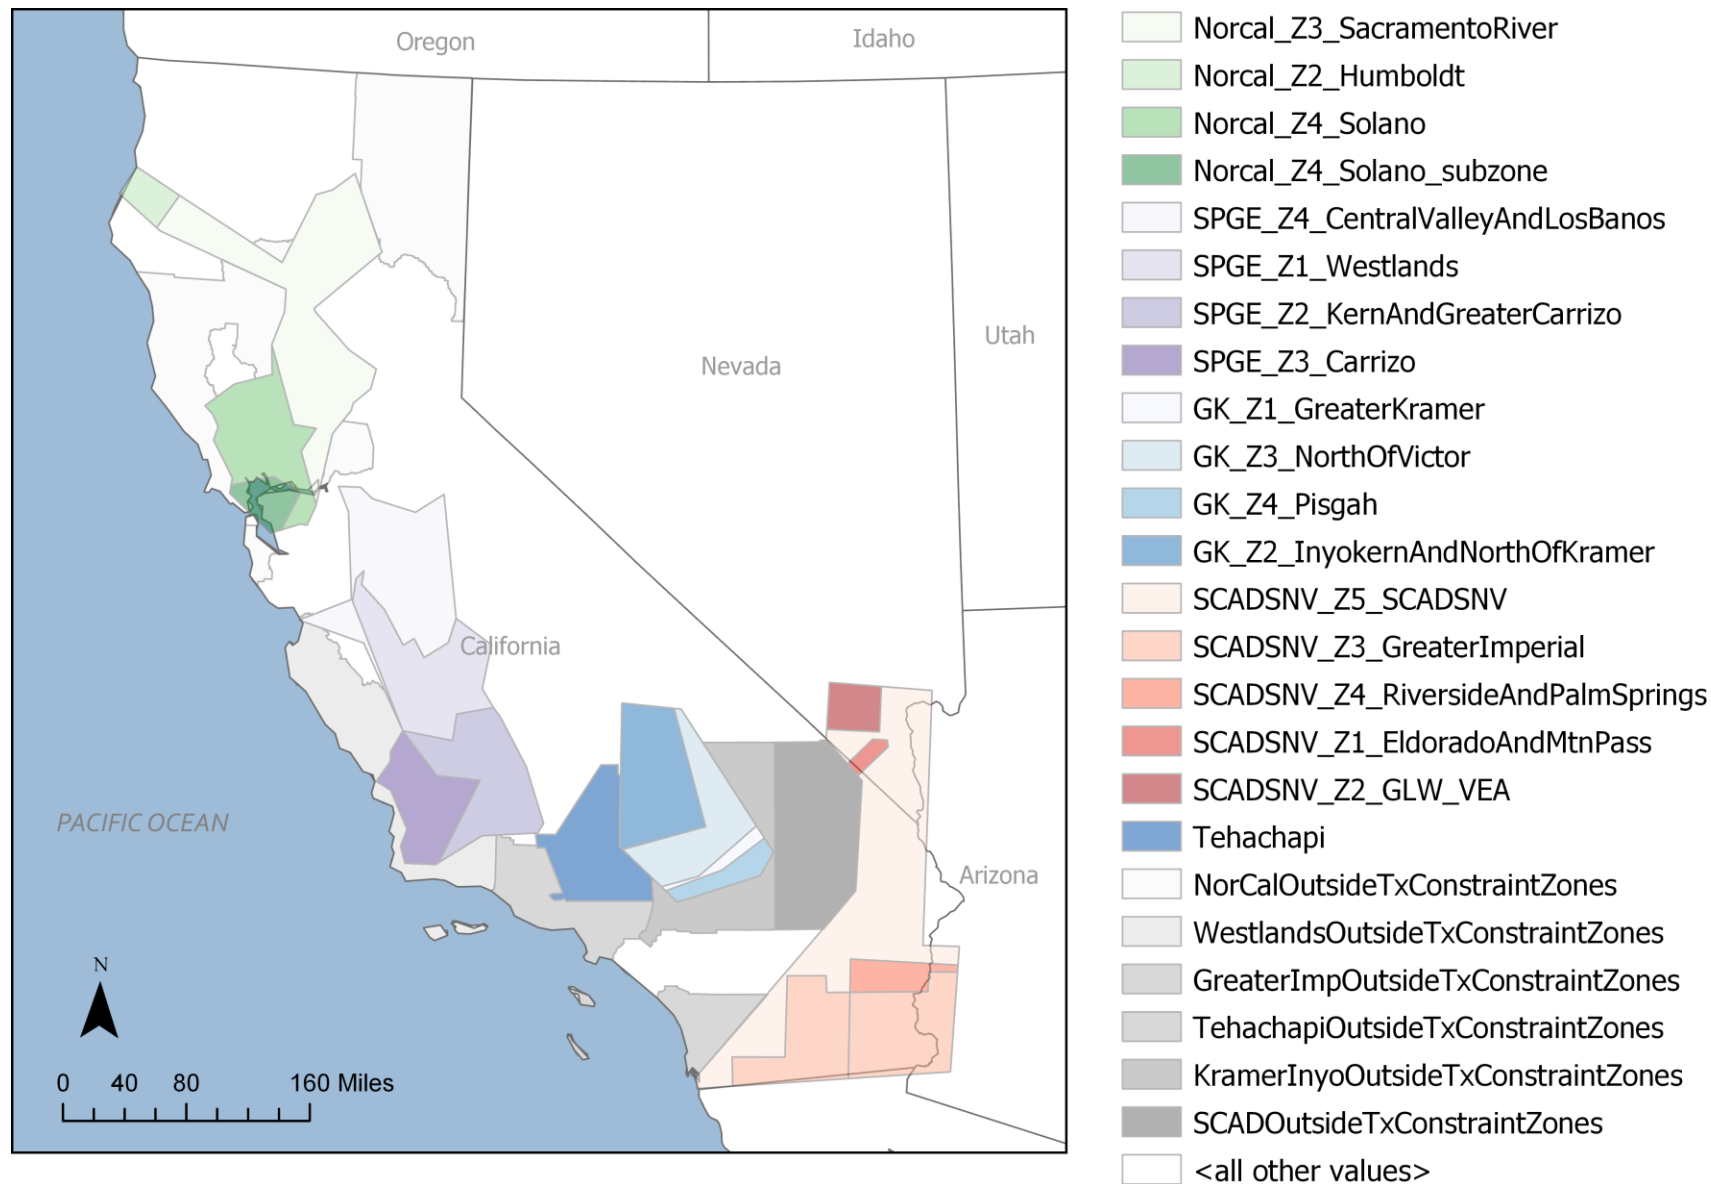 Oregon
Idaho
Utah
Nevada
California
PACIFIC OCEAN
Arizona
N
0 40 80 160 Miles
Norcal_Z3_SacramentoRiver
Norcal_Z2_Humboldt
Norcal_Z4_Solano
Norcal_Z4_Solano_subzone
SPGE_Z4_CentralValleyAndLosBanos
SPGE_Z1_Westlands
SPGE_Z2_KernAndGreaterCarrizo
SPGE_Z3_Carrizo
GK_Z1_GreaterKramer
GK_Z3_NorthOfVictor
GK_Z4_Pisgah
GK_Z2_InyokernAndNorthOfKramer
SCADSNV_Z5_SCADSNV
SCADSNV_Z3_GreaterImperial
SCADSNV_Z4_RiversideAndPalmSprings
SCADSNV_Z1_EldoradoAndMtnPass
SCADSNV_Z2_GLW_VEA
Tehachapi
NorCalOutsideTxConstraintZones
WestlandsOutsideTxConstraintZones
GreaterImpOutsideTxConstraintZones
TehachapiOutsideTxConstraintZones
KramerInyoOutsideTxConstraintZones
SCADOutsideTxConstraintZones
<all other values>